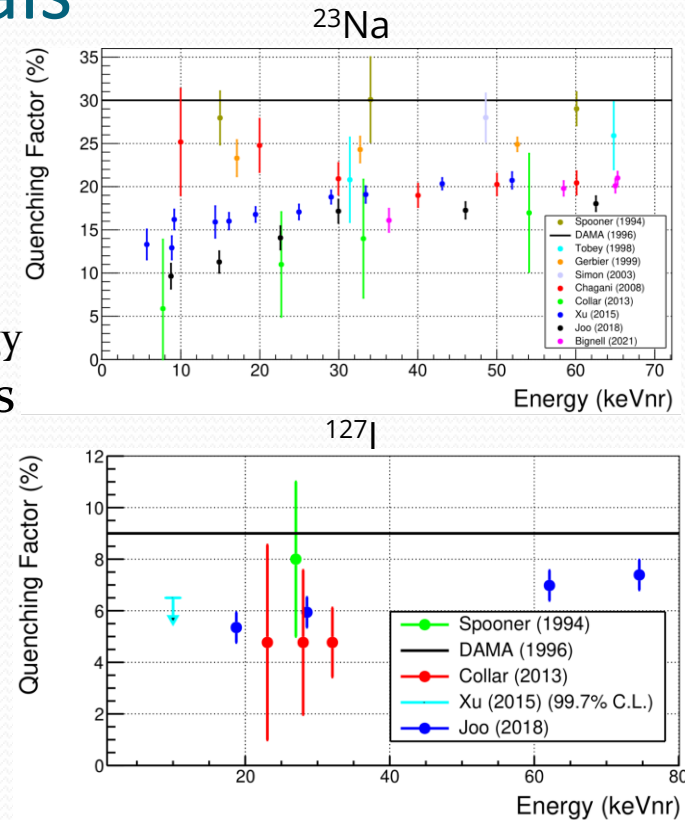 ²³Na
Quenching Factor (%)
35
30
25
20
15
10
5
0
0 10 20 30 40 50 60 70
Energy (keVnr)
Spooner (1994)
DAMA (1996)
Tobey (1998)
Gerbier (1999)
Simon (2003)
Chagani (2008)
Collar (2013)
Xu (2015)
Joo (2018)
Bignell (2021)
s
¹²⁷I
Quenching Factor (%)
12
10
8
6
4
2
0
20 40 60 80
Energy (keVnr)
Spooner (1994)
DAMA (1996)
Collar (2013)
Xu (2015) (99.7% C.L.)
Joo (2018)